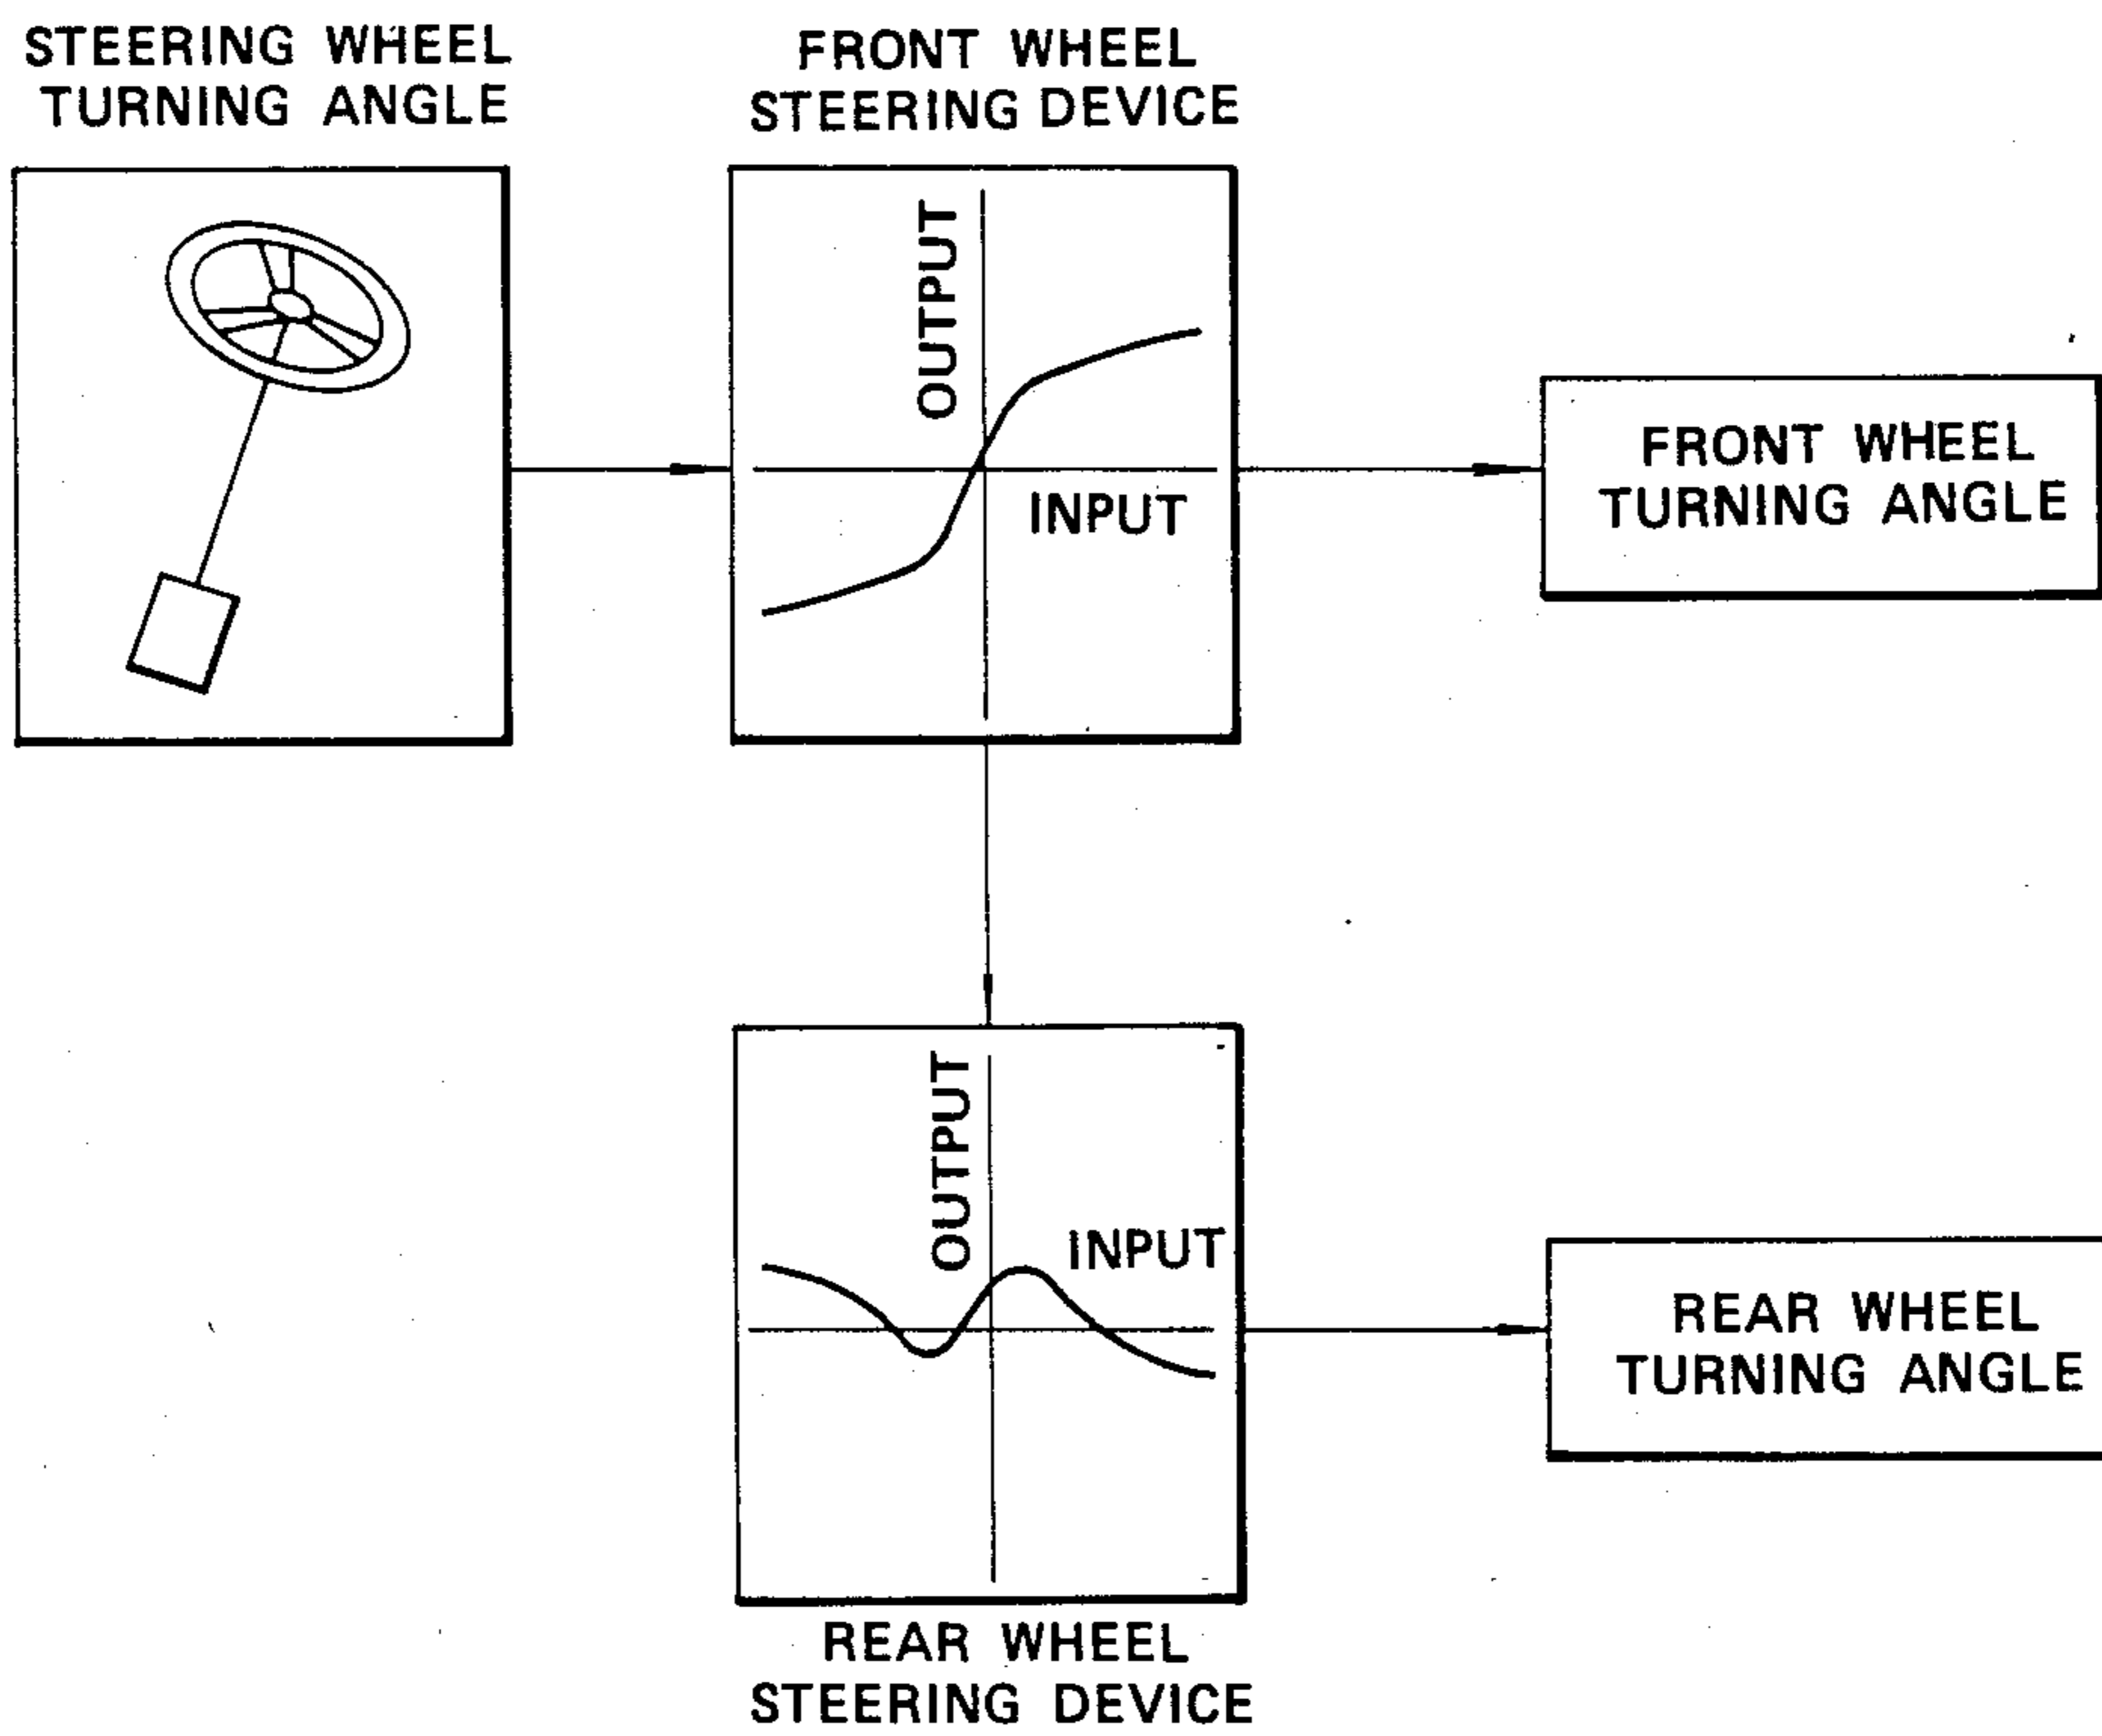 STEERING WHEEL
TURNING ANGLE
FRONT WHEEL
STEERING DEVICE
OUTPUT
INPUT
FRONT WHEEL
TURNING ANGLE
OUTPUT
INPUT
REAR WHEEL
TURNING ANGLE
REAR WHEEL
STEERING DEVICE